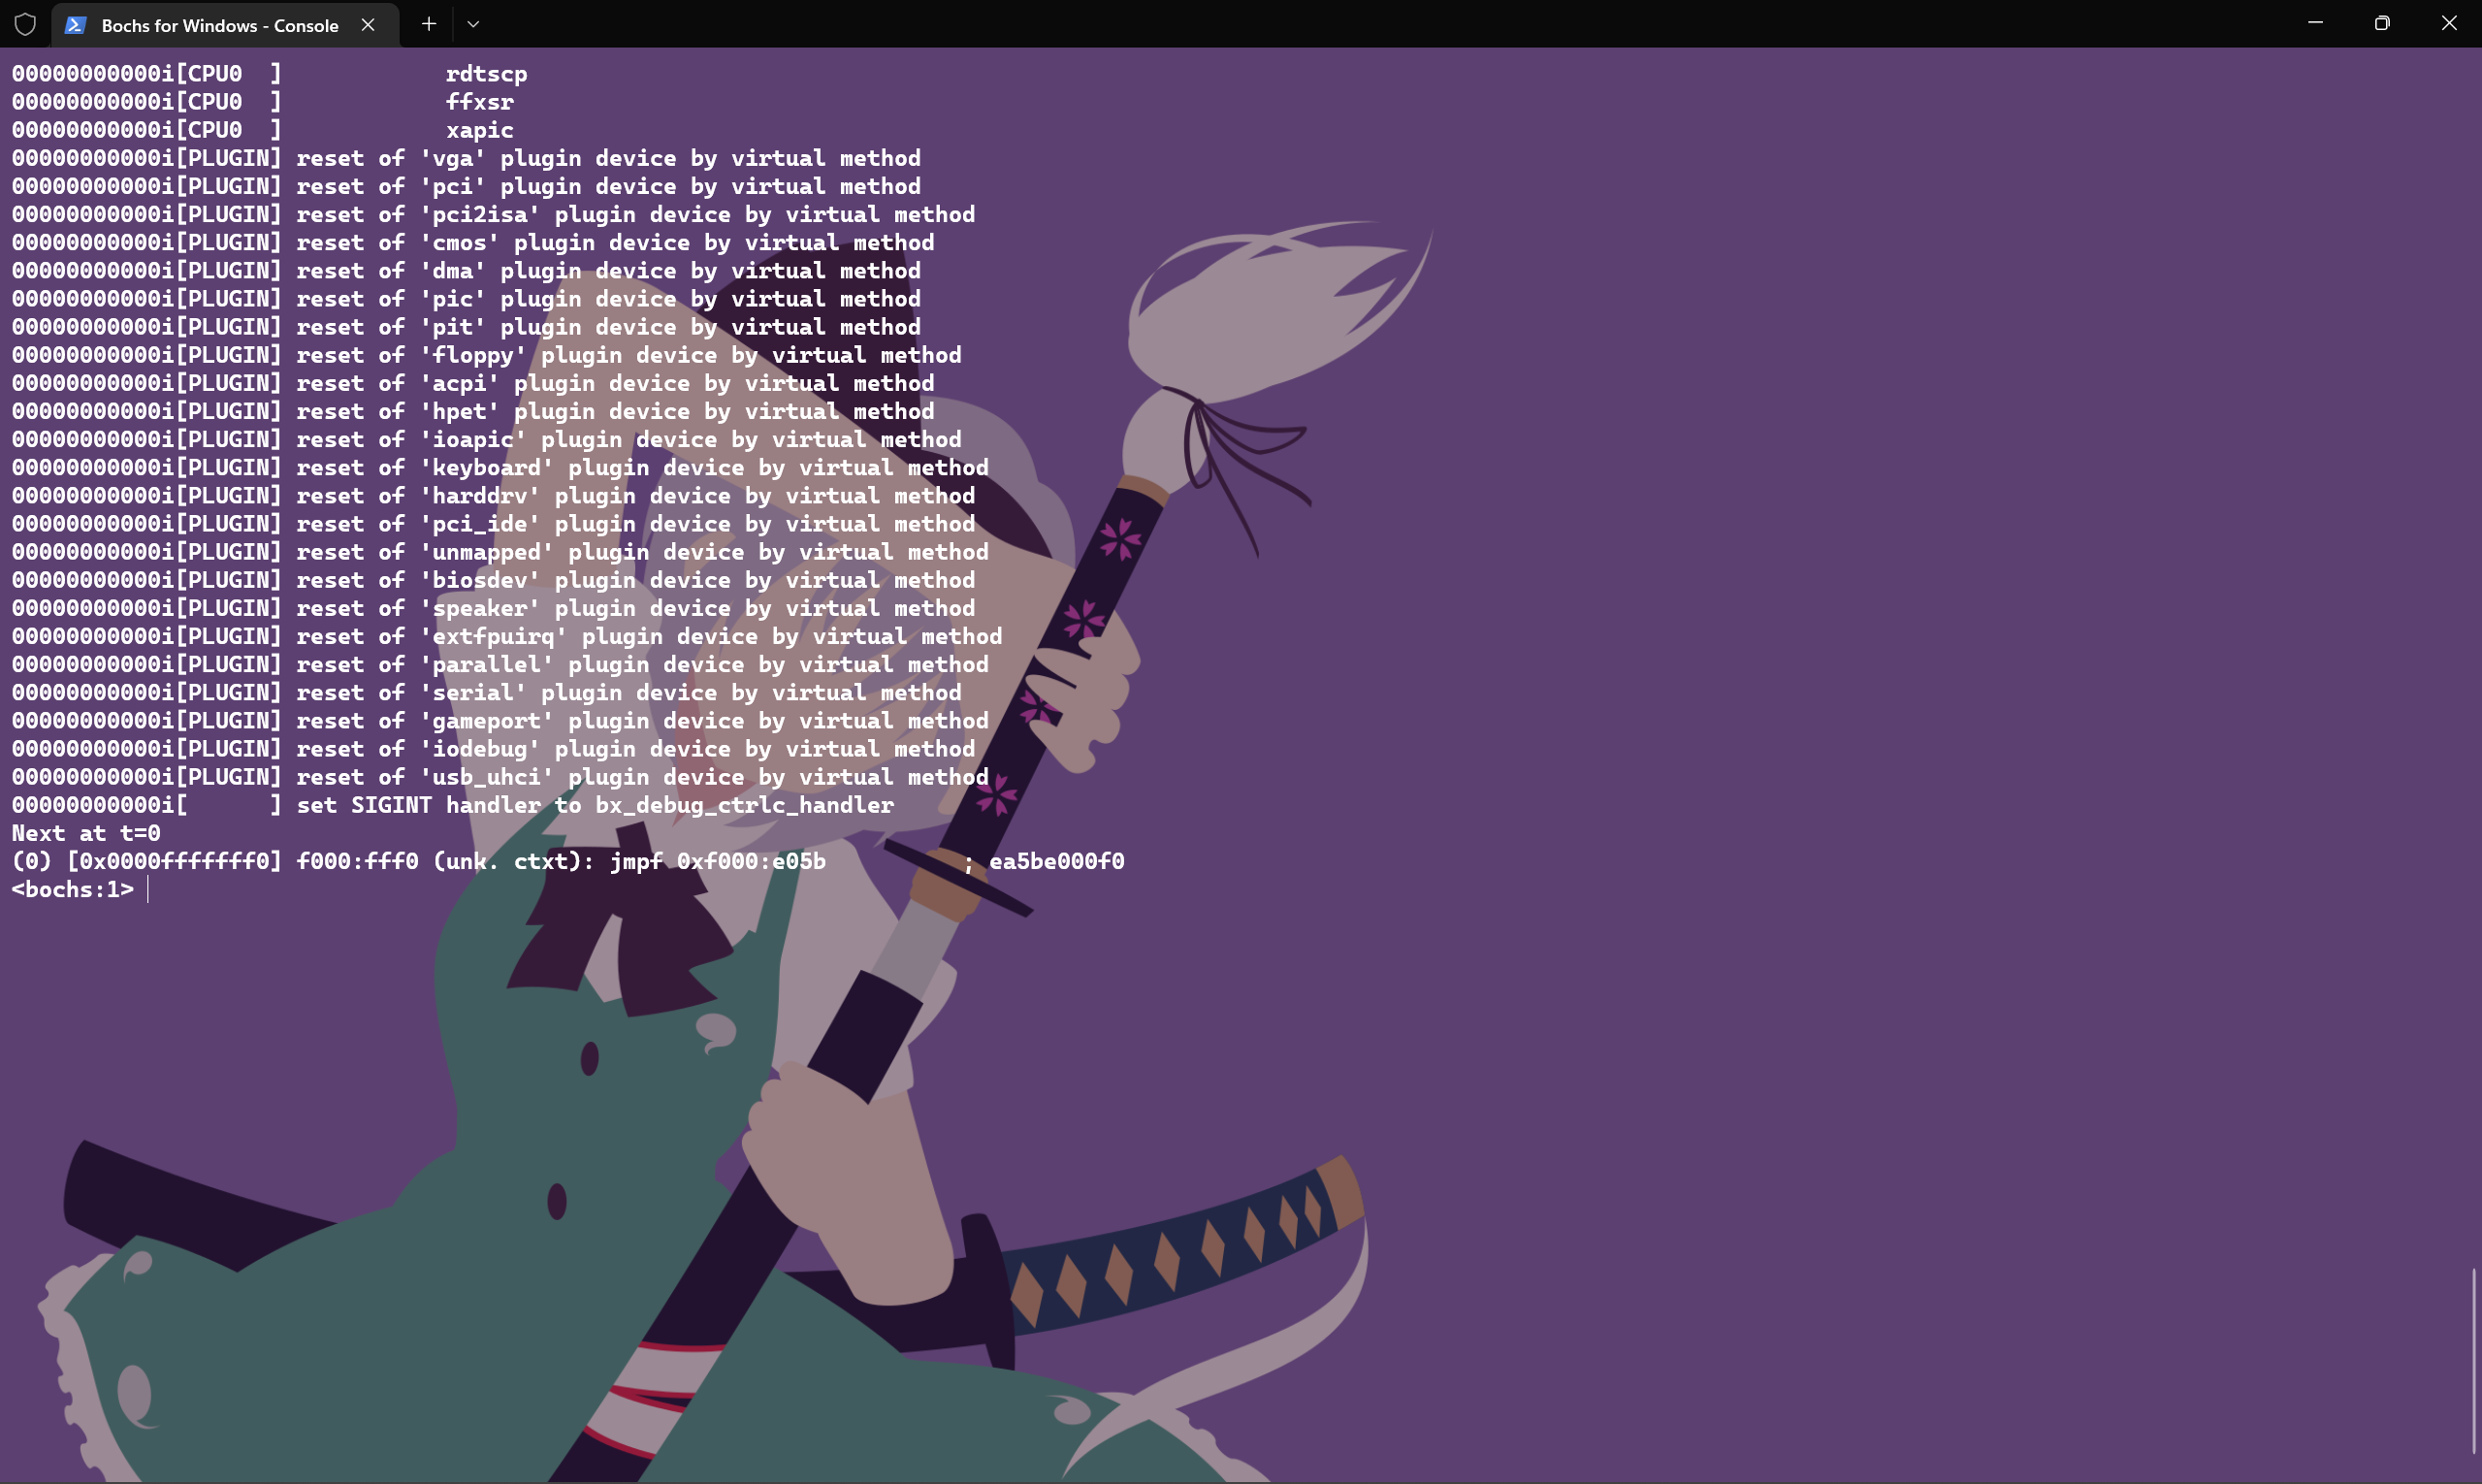 Bochs for Windows - Console
00000000000i[CPU0  ]            rdtscp
00000000000i[CPU0  ]            ffxsr
00000000000i[CPU0  ]            xapic
00000000000i[PLUGIN] reset of 'vga' plugin device by virtual method
00000000000i[PLUGIN] reset of 'pci' plugin device by virtual method
00000000000i[PLUGIN] reset of 'pci2isa' plugin device by virtual method
00000000000i[PLUGIN] reset of 'cmos' plugin device by virtual method
00000000000i[PLUGIN] reset of 'dma' plugin device by virtual method
00000000000i[PLUGIN] reset of 'pic' plugin device by virtual method
00000000000i[PLUGIN] reset of 'pit' plugin device by virtual method
00000000000i[PLUGIN] reset of 'floppy' plugin device by virtual method
00000000000i[PLUGIN] reset of 'acpi' plugin device by virtual method
00000000000i[PLUGIN] reset of 'hpet' plugin device by virtual method
00000000000i[PLUGIN] reset of 'ioapic' plugin device by virtual method
00000000000i[PLUGIN] reset of 'keyboard' plugin device by virtual method
00000000000i[PLUGIN] reset of 'harddrv' plugin device by virtual method
00000000000i[PLUGIN] reset of 'pci_ide' plugin device by virtual method
00000000000i[PLUGIN] reset of 'unmapped' plugin device by virtual method
00000000000i[PLUGIN] reset of 'biosdev' plugin device by virtual method
00000000000i[PLUGIN] reset of 'speaker' plugin device by virtual method
00000000000i[PLUGIN] reset of 'extfpuirq' plugin device by virtual method
00000000000i[PLUGIN] reset of 'parallel' plugin device by virtual method
00000000000i[PLUGIN] reset of 'serial' plugin device by virtual method
00000000000i[PLUGIN] reset of 'gameport' plugin device by virtual method
00000000000i[PLUGIN] reset of 'iodebug' plugin device by virtual method
00000000000i[PLUGIN] reset of 'usb_uhci' plugin device by virtual method
00000000000i[      ] set SIGINT handler to bx_debug_ctrlc_handler
Next at t=0
(0) [0x0000fffffff0] f000:fff0 (unk. ctxt): jmpf 0xf000:e05b          ; ea5be000f0
<bochs:1>